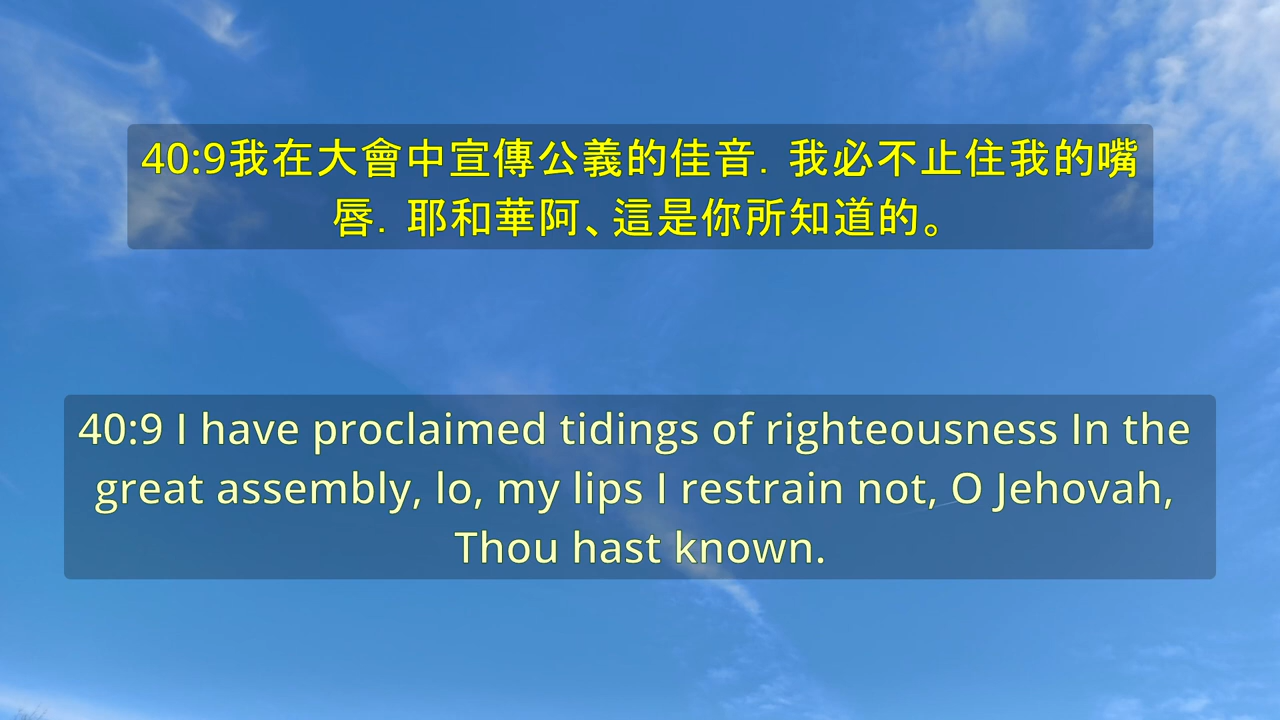 40:9我在大會中宣傳公義的佳音．我必不止住我的嘴
唇．耶和華阿、這是你所知道的。
40:9 I have proclaimed tidings of righteousness In the
great assembly, lo, my lips I restrain not, O Jehovah,
Thou hast known.